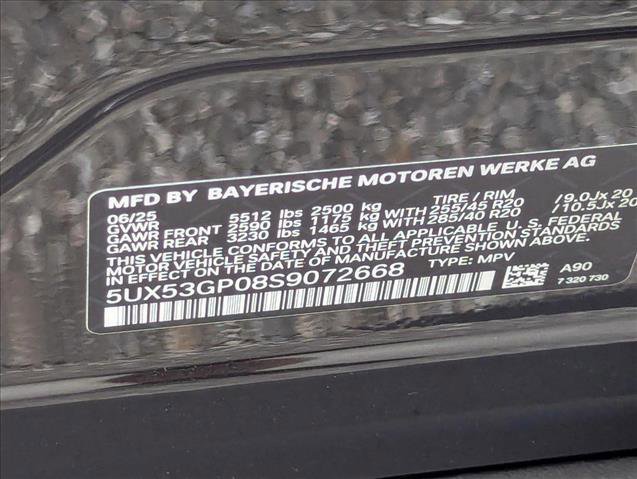 MFD BY BAYERISCHE MOTOREN WERKE AG
06/25 TIRE / RIM
GVWR 5512 lbs 2500 kg
GAWR FRONT 2590 lbs 1175 kg WITH 255/45 R20 /9.0Jx 20
GAWR REAR 3230 lbs 1465 kg WITH 285/40 R20 /10.5Jx 20
THIS VEHICLE CONFORMS TO ALL APPLICABLE U.S. FEDERAL
MOTOR VEHICLE SAFETY AND THEFT PREVENTION STANDARDS
IN EFFECT ON THE DATE OF MANUFACTURE SHOWN ABOVE.
5UX53GP08S9072668 TYPE: MPV
A90
7 320 730